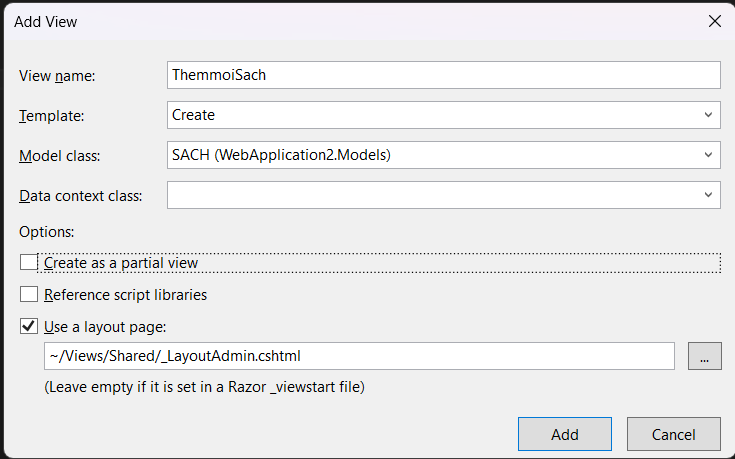 Add View
View name: ThemmoiSach
Template: Create
Model class: SACH (WebApplication2.Models)
Data context class:
Options:
Create as a partial view
Reference script libraries
Use a layout page:
~/Views/Shared/_LayoutAdmin.cshtml ...
(Leave empty if it is set in a Razor _viewstart file)
Add Cancel